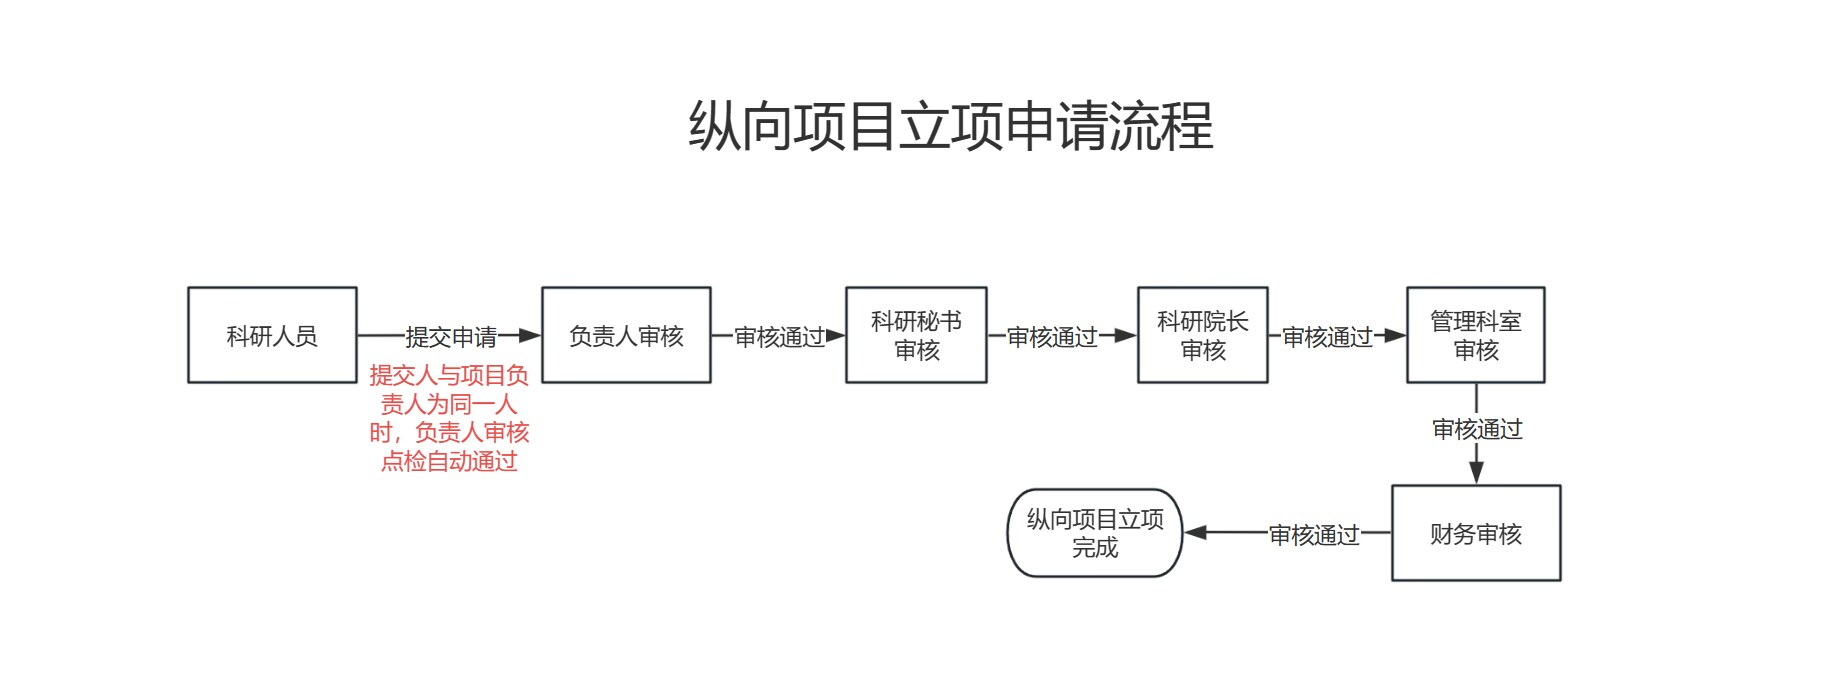 纵向项目立项申请流程
科研人员
提交申请
提交人与项目负
责人为同一人
时，负责人审核
点检自动通过
负责人审核
审核通过
科研秘书
审核
审核通过
科研院长
审核
审核通过
管理科室
审核
审核通过
财务审核
审核通过
纵向项目立项
完成